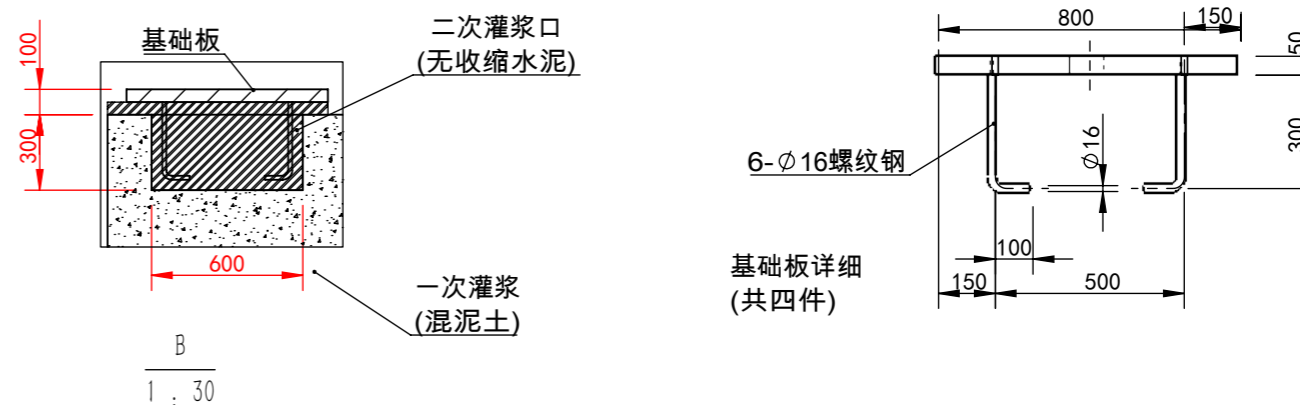 基础板
二次灌浆口
(无收缩水泥)
100
300
600
一次灌浆
(混泥土)
B
1 : 30
800
150
50
300
6-∅16螺纹钢
∅16
100
150
500
基础板详细
(共四件)